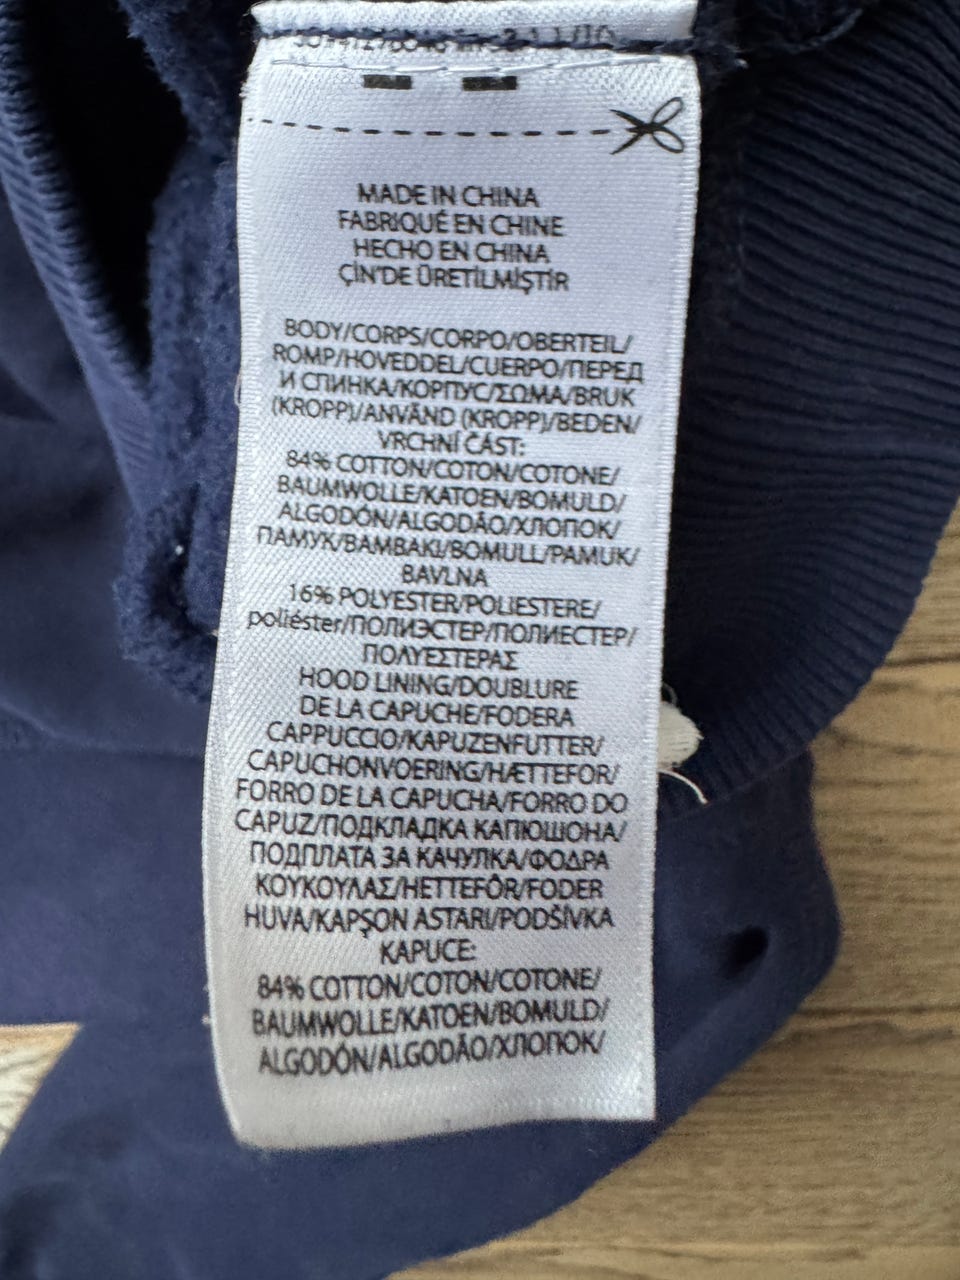 MADE IN CHINA
FABRIQUÉ EN CHINE
HECHO EN CHINA
ÇİN'DE ÜRETİLMİŞTİR
BODY/CORPS/CORPO/OBERTEIL/
ROMP/HOVEDDEL/CUERPO/ПЕРЕД
И СПИНКА/КОРПУС/ΣΩΜΑ/BRUK
(KROPP)/ANVÄND (KROPP)/BEDEN/
VRCHNÍ ČÁST:
84% COTTON/COTON/COTONE/
BAUMWOLLE/KATOEN/BOMULD/
ALGODÓN/ALGODÃO/ХЛОПОК/
ПАМУК/ΒΑΜΒΑΚΙ/BOMULL/PAMUK/
BAVLNA
16% POLYESTER/POLIESTERE/
poliéster/ПОЛИЭСТЕР/ПОЛИЕСТЕР/
ΠΟΛΥΕΣΤΕΡΑΣ
HOOD LINING/DOUBLURE
DE LA CAPUCHE/FODERA
CAPPUCCIO/KAPUZENFUTTER/
CAPUCHONVOERING/HÆTTEFOR/
FORRO DE LA CAPUCHA/FORRO DO
CAPUZ/ПОДКЛАДКА КАПЮШОНА/
ПОДПЛАТА ЗА КАЧУЛКА/ΦΟΔΡΑ
ΚΟΥΚΟΥΛΑΣ/HETTEFÔR/FODER
HUVA/KAPŞON ASTARI/PODŠÍVKA
KAPUCE:
84% COTTON/COTON/COTONE/
BAUMWOLLE/KATOEN/BOMULD/
ALGODÓN/ALGODÃO/ХЛОПОК/